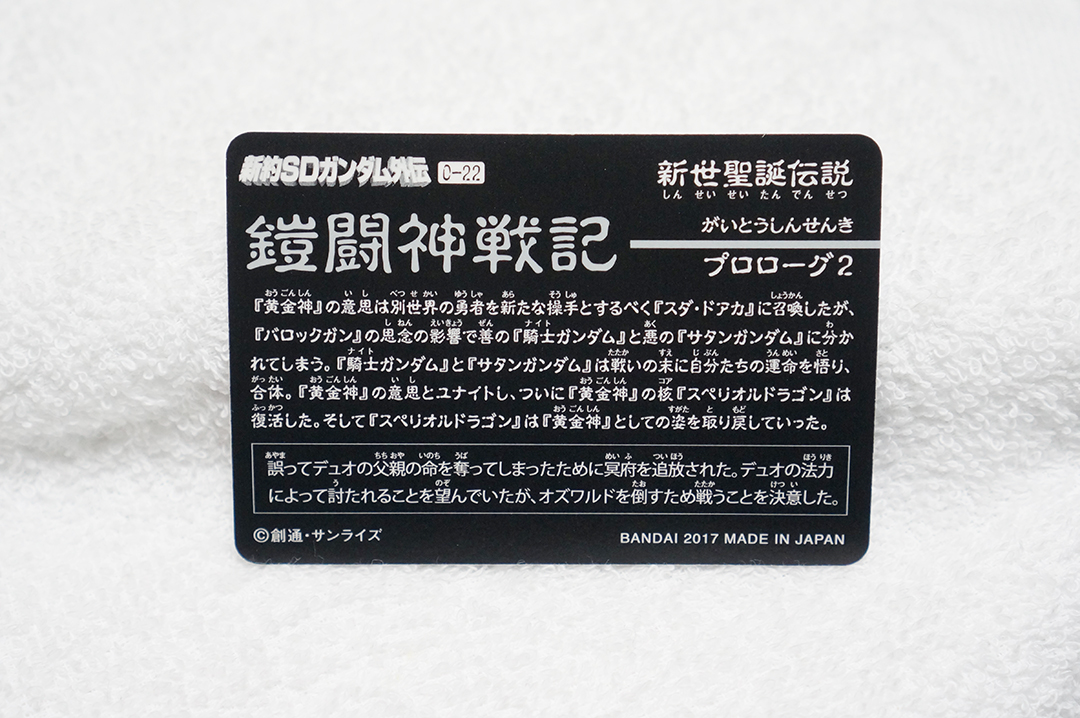 新約SDガンダム外伝 0-22
新世聖誕伝説
しん せい せい たん でん せつ
鎧闘神戦記
がいとうしんせんき
プロローグ2
『黄金神』の意思は別世界の勇者を新たな操手とするべく『スダ・ドアカ』に召喚したが、
『バロックガン』の思念の影響で善の『騎士ガンダム』と悪の『サタンガンダム』に分か
れてしまう。『騎士ガンダム』と『サタンガンダム』は戦いの末に自分たちの運命を悟り、
合体。『黄金神』の意思とユナイトし、ついに『黄金神』の核『スペリオルドラゴン』は
復活した。そして『スペリオルドラゴン』は『黄金神』としての姿を取り戻していった。
誤ってデュオの父親の命を奪ってしまったために冥府を追放された。デュオの法力
によって討たれることを望んでいたが、オズワルドを倒すため戦うことを決意した。
©創通・サンライズ
BANDAI 2017 MADE IN JAPAN